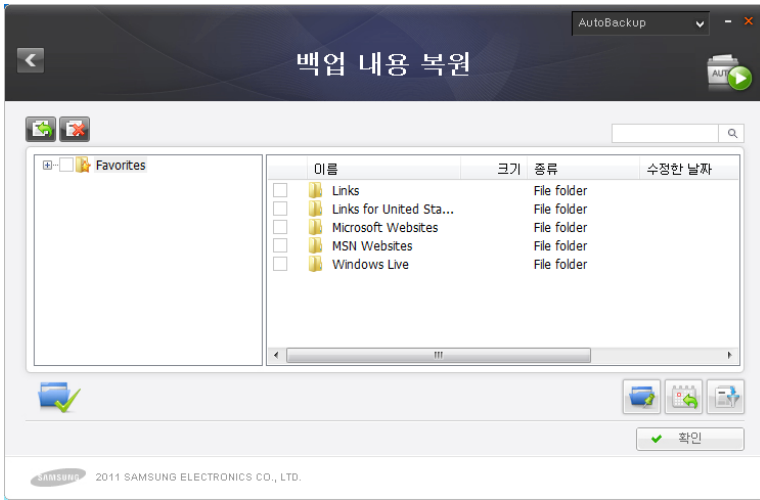 AutoBackup
백업 내용 복원
AUTO
Favorites
이름 크기 종류 수정한 날짜
Links File folder
Links for United Sta... File folder
Microsoft Websites File folder
MSN Websites File folder
Windows Live File folder
확인
SAMSUNG 2011 SAMSUNG ELECTRONICS CO., LTD.